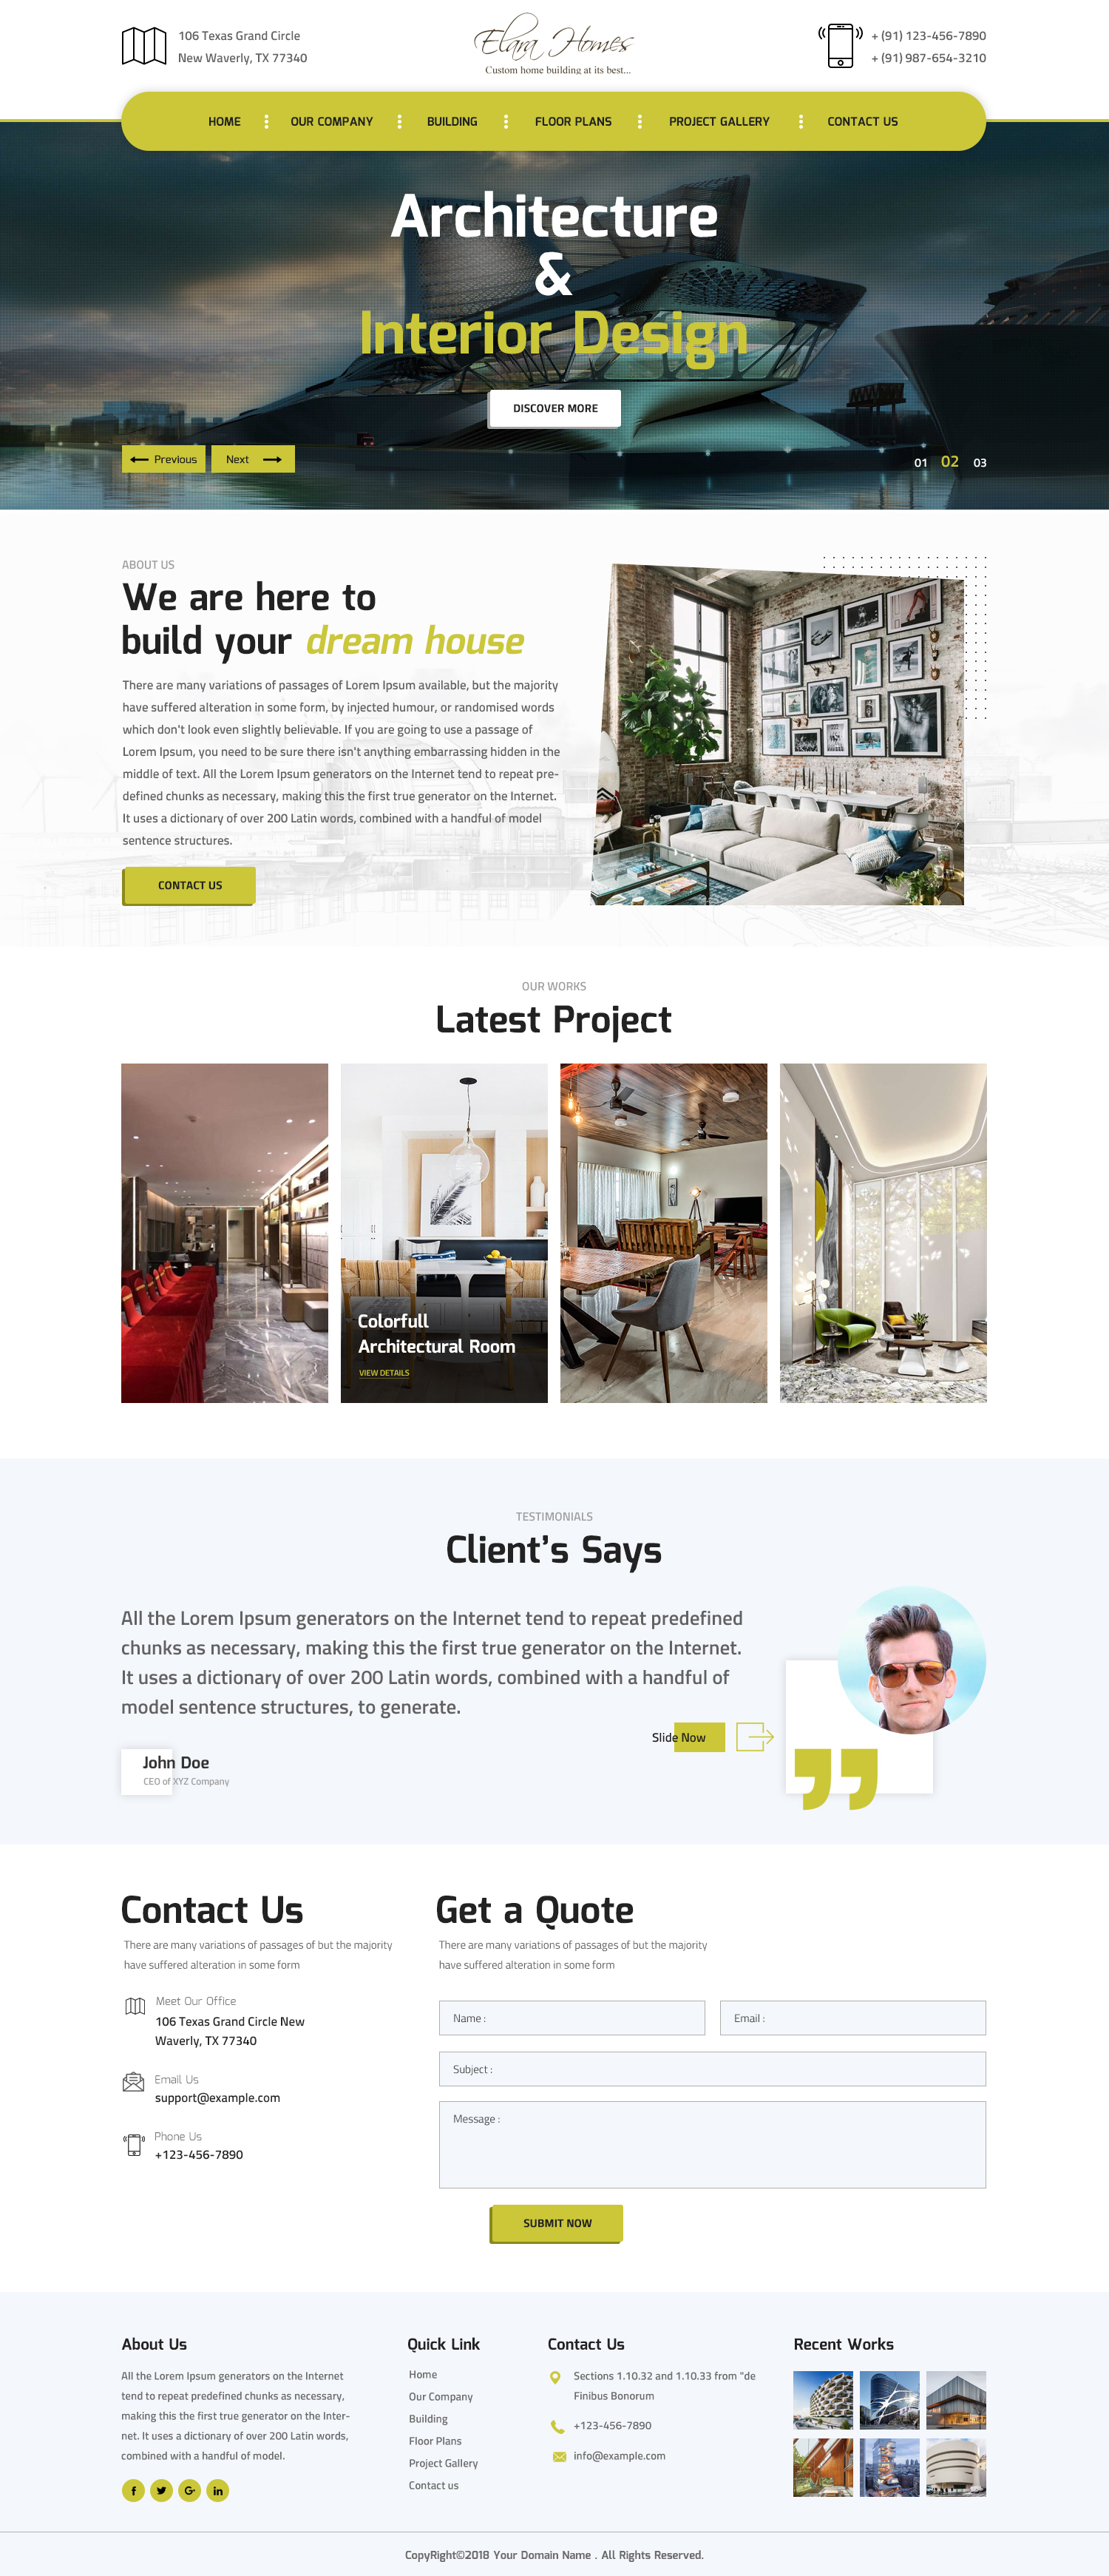 106 Texas Grand Circle
New Waverly, TX 77340
Elara Homes
Custom home building at its best...
+ (91) 123-456-7890
+ (91) 987-654-3210
HOME
OUR COMPANY
BUILDING
FLOOR PLANS
PROJECT GALLERY
CONTACT US
Architecture
&
Interior Design
DISCOVER MORE
Previous
Next
01 02 03
ABOUT US
We are here to
build your dream house
There are many variations of passages of Lorem Ipsum available, but the majority
have suffered alteration in some form, by injected humour, or randomised words
which don't look even slightly believable. If you are going to use a passage of
Lorem Ipsum, you need to be sure there isn't anything embarrassing hidden in the
middle of text. All the Lorem Ipsum generators on the Internet tend to repeat pre-
defined chunks as necessary, making this the first true generator on the Internet.
It uses a dictionary of over 200 Latin words, combined with a handful of model
sentence structures.
CONTACT US
OUR WORKS
Latest Project
Colorfull
Architectural Room
VIEW DETAILS
TESTIMONIALS
Client's Says
All the Lorem Ipsum generators on the Internet tend to repeat predefined
chunks as necessary, making this the first true generator on the Internet.
It uses a dictionary of over 200 Latin words, combined with a handful of
model sentence structures, to generate.
Slide Now
John Doe
CEO of XYZ Company
Contact Us
There are many variations of passages of but the majority
have suffered alteration in some form
Meet Our Office
106 Texas Grand Circle New
Waverly, TX 77340
Email Us
support@example.com
Phone Us
+123-456-7890
Get a Quote
There are many variations of passages of but the majority
have suffered alteration in some form
Name :
Email :
Subject :
Message :
SUBMIT NOW
About Us
All the Lorem Ipsum generators on the Internet
tend to repeat predefined chunks as necessary,
making this the first true generator on the Inter-
net. It uses a dictionary of over 200 Latin words,
combined with a handful of model.
Quick Link
Home
Our Company
Building
Floor Plans
Project Gallery
Contact us
Contact Us
Sections 1.10.32 and 1.10.33 from "de
Finibus Bonorum
+123-456-7890
info@example.com
Recent Works
CopyRight©2018 Your Domain Name . All Rights Reserved.